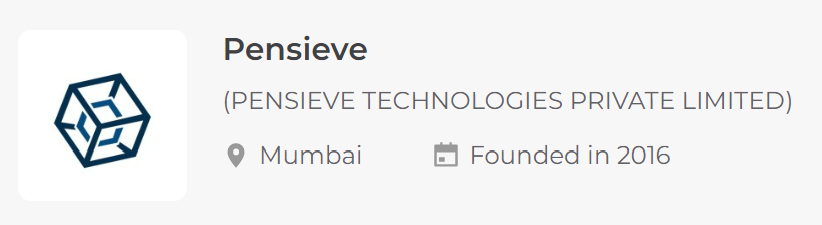 Pensieve
(PENSIEVE TECHNOLOGIES PRIVATE LIMITED)
Mumbai Founded in 2016